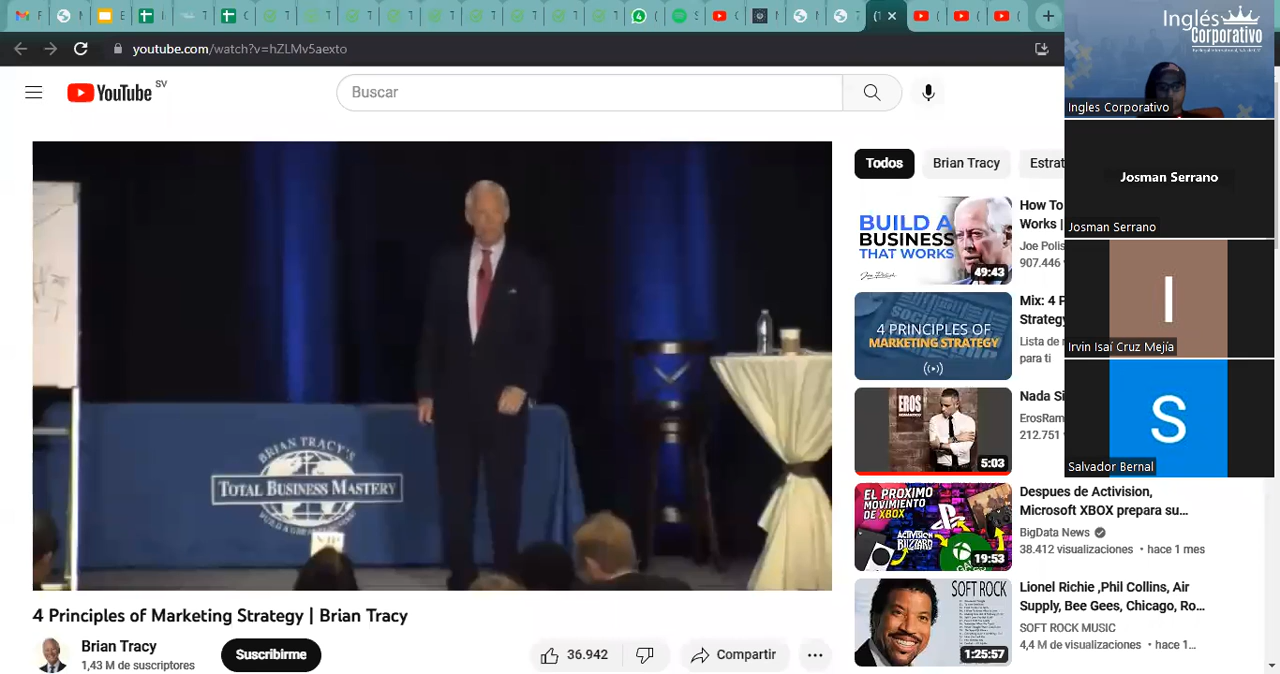 youtube.com/watch?v=hZLMv5aexto
YouTube SV
Buscar
Todos
Brian Tracy
Estrat
BRIAN TRACY'S
TOTAL BUSINESS MASTERY
4 Principles of Marketing Strategy | Brian Tracy
Brian Tracy
1,43 M de suscriptores
Suscribirme
36.942
Compartir
BUILD A
BUSINESS
THAT WORKS
49:43
How To
Works |
Joe Polis
907.446
4 PRINCIPLES OF
MARKETING STRATEGY
Mix: 4 P
Strategy
Lista de
para ti
EROS
5:03
Nada Si
ErosRam
212.751
EL PROXIMO
MOVIMIENTO
DE XBOX
ACTIVISION
BLIZZARD
19:53
Despues de Activision,
Microsoft XBOX prepara su...
BigData News
38.412 visualizaciones • hace 1 mes
SOFT ROCK
1:25:57
Lionel Richie ,Phil Collins, Air
Supply, Bee Gees, Chicago, Ro...
SOFT ROCK MUSIC
4,4 M de visualizaciones • hace 1...
Inglés
Corporativo
Ingles Corporativo
Josman Serrano
Josman Serrano
I
Irvin Isaí Cruz Mejía
S
Salvador Bernal